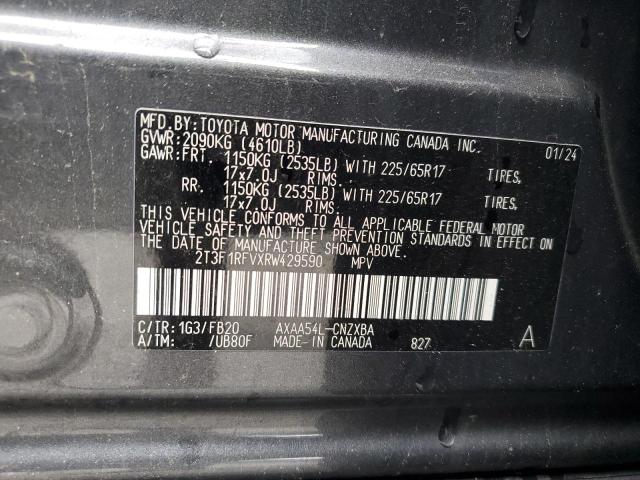 MFD.BY:TOYOTA MOTOR MANUFACTURING CANADA INC.
GVWR:2090KG (4610LB) 01/24
GAWR:FRT. 1150KG (2535LB) WITH 225/65R17 TIRES,
17x7.0J RIMS.
RR. 1150KG (2535LB) WITH 225/65R17 TIRES,
17x7.0J RIMS.
THIS VEHICLE CONFORMS TO ALL APPLICABLE FEDERAL MOTOR
VEHICLE SAFETY AND THEFT PREVENTION STANDARDS IN EFFECT ON
THE DATE OF MANUFACTURE SHOWN ABOVE.
2T3F1RFVXRW429590 MPV
C/TR:1G3/FB20 AXAA54L-CNZXBA
A/TM: /UB80F MADE-IN CANADA 827 A